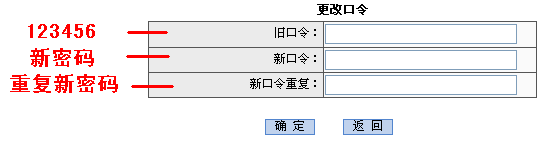 更改口令
123456 旧口令：
新密码 新口令：
重复新密码 新口令重复：
确 定 返 回